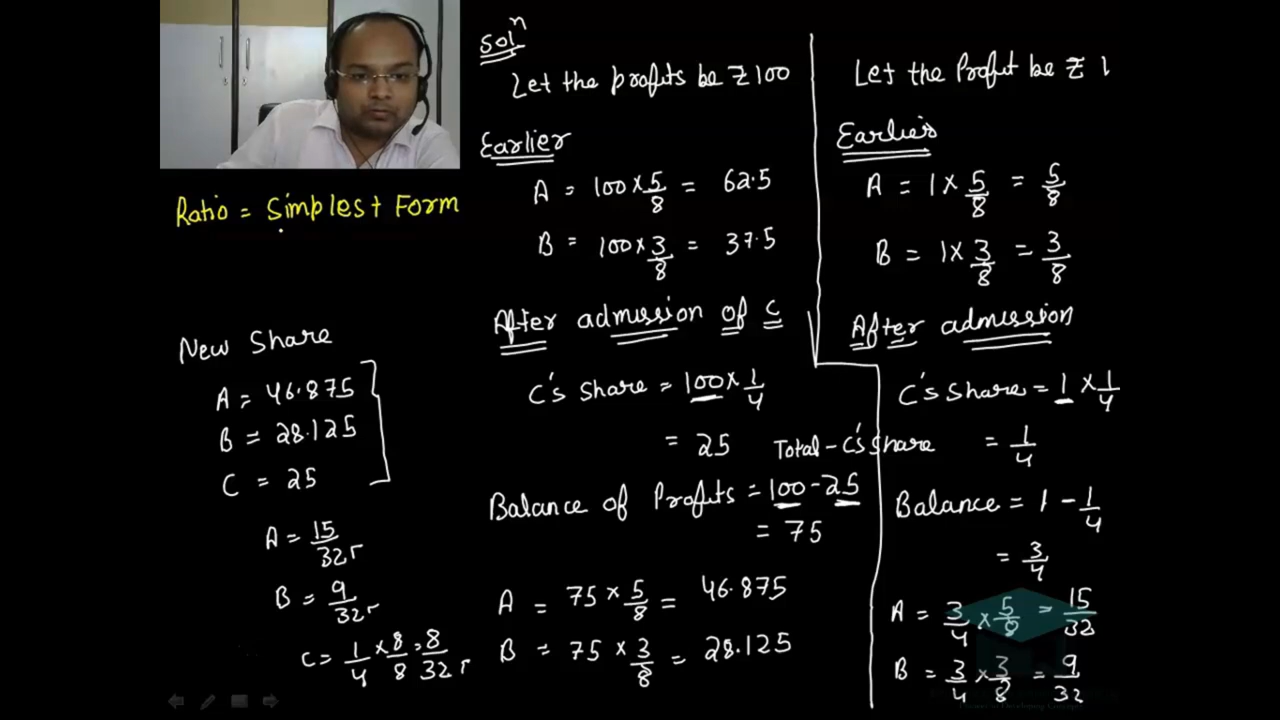 Ratio = Simplest Form
New Share
A = 46.875
B = 28.125
C = 25
A = 15/32
B = 9/32
C = 1/4 × 8/8 = 8/32
Solⁿ
Let the profits be ₹100
Earlier
A = 100 × 5/8 = 62.5
B = 100 × 3/8 = 37.5
After admission of C
C's Share = 100 × 1/4
= 25
Total - C's Share
Balance of Profits = 100 - 25
= 75
A = 75 × 5/8 = 46.875
B = 75 × 3/8 = 28.125
Let the Profit be ₹ 1
Earlier
A = 1 × 5/8 = 5/8
B = 1 × 3/8 = 3/8
After admission
C's Share = 1 × 1/4
= 1/4
Balance = 1 - 1/4
= 3/4
A = 3/4 × 5/8 = 15/32
B = 3/4 × 3/8 = 9/32